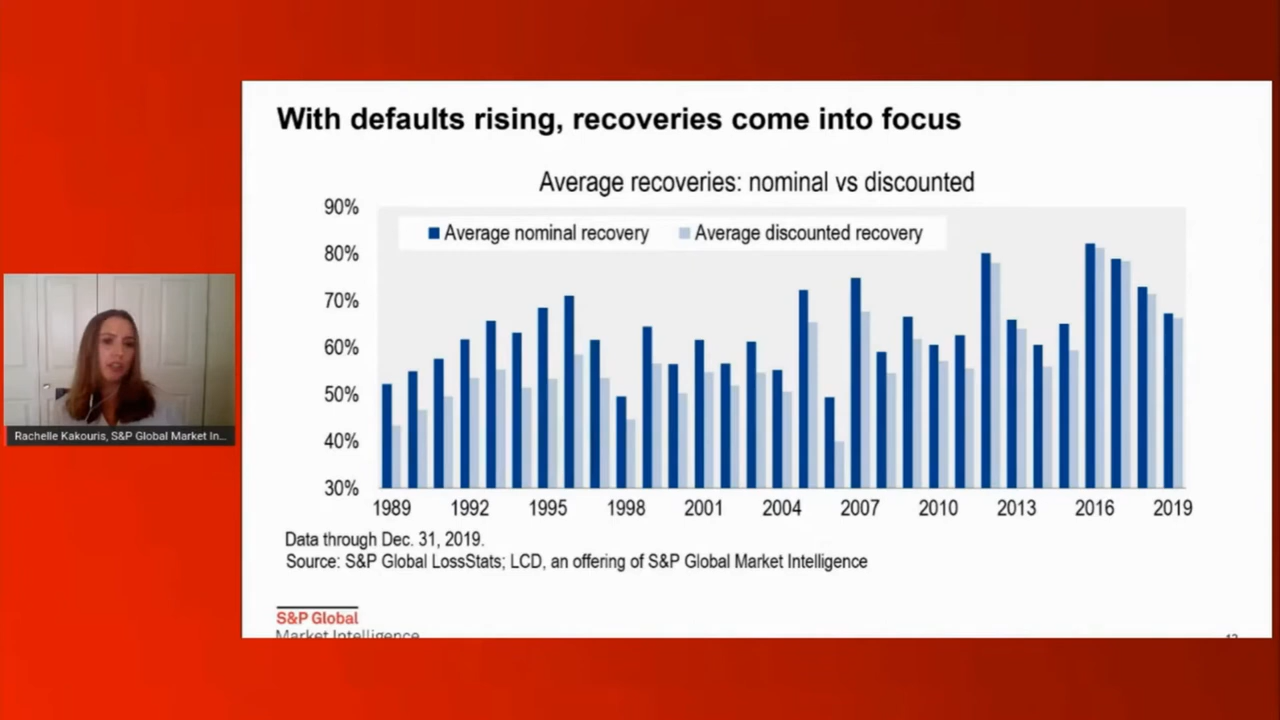 With defaults rising, recoveries come into focus
Average recoveries: nominal vs discounted
90%
Average nominal recovery Average discounted recovery
80%
70%
60%
50%
40%
30%
1989 1992 1995 1998 2001 2004 2007 2010 2013 2016 2019
Rachelle Kakouris, S&P Global Market In...
Data through Dec. 31, 2019.
Source: S&P Global LossStats; LCD, an offering of S&P Global Market Intelligence
S&P Global
Market Intelligence